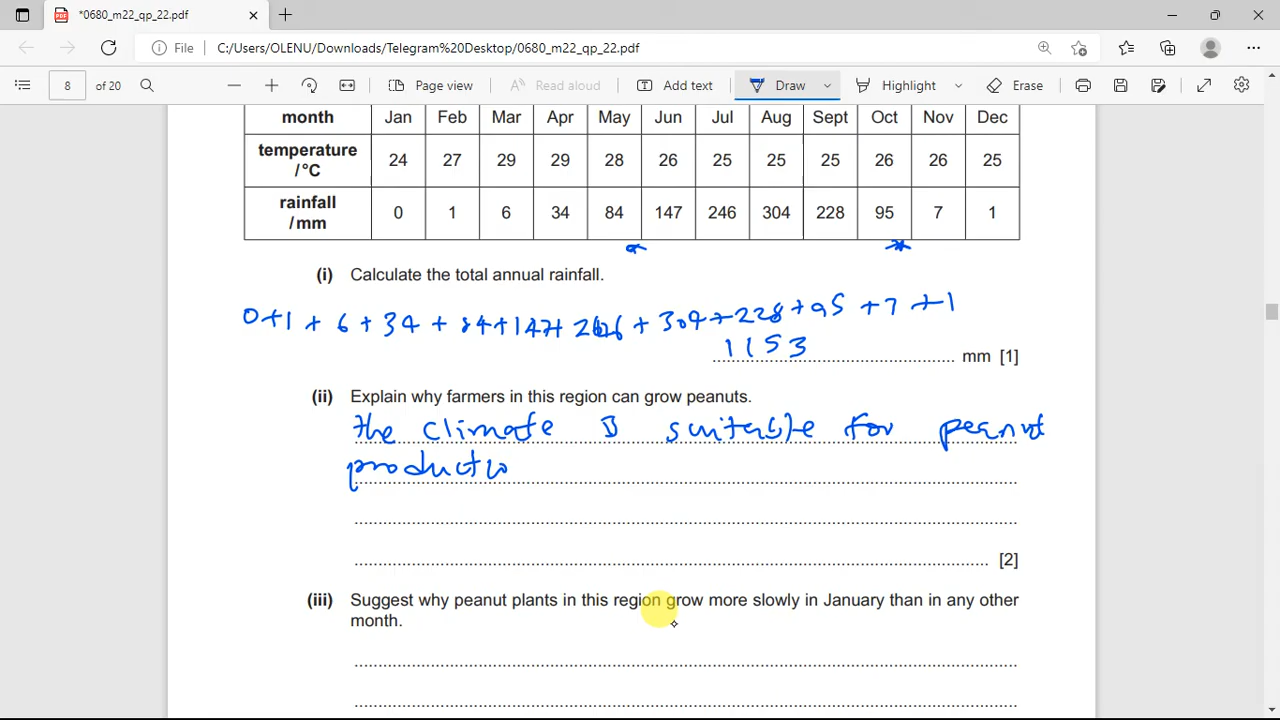 *0680_m22_qp_22.pdf
File C:/Users/OLENU/Downloads/Telegram%20Desktop/0680_m22_qp_22.pdf
8 of 20 Page view Read aloud Add text Draw Highlight Erase
month Jan Feb Mar Apr May Jun Jul Aug Sept Oct Nov Dec
temperature /°C 24 27 29 29 28 26 25 25 25 26 26 25
rainfall /mm 0 1 6 34 84 147 246 304 228 95 7 1
(i) Calculate the total annual rainfall.
0+1 + 6 + 34 + 84+147+ 246 + 304+228+95 +7 +1
1153
mm [1]
(ii) Explain why farmers in this region can grow peanuts.
the climate is suitable for peanut
productio
[2]
(iii) Suggest why peanut plants in this region grow more slowly in January than in any other
month.